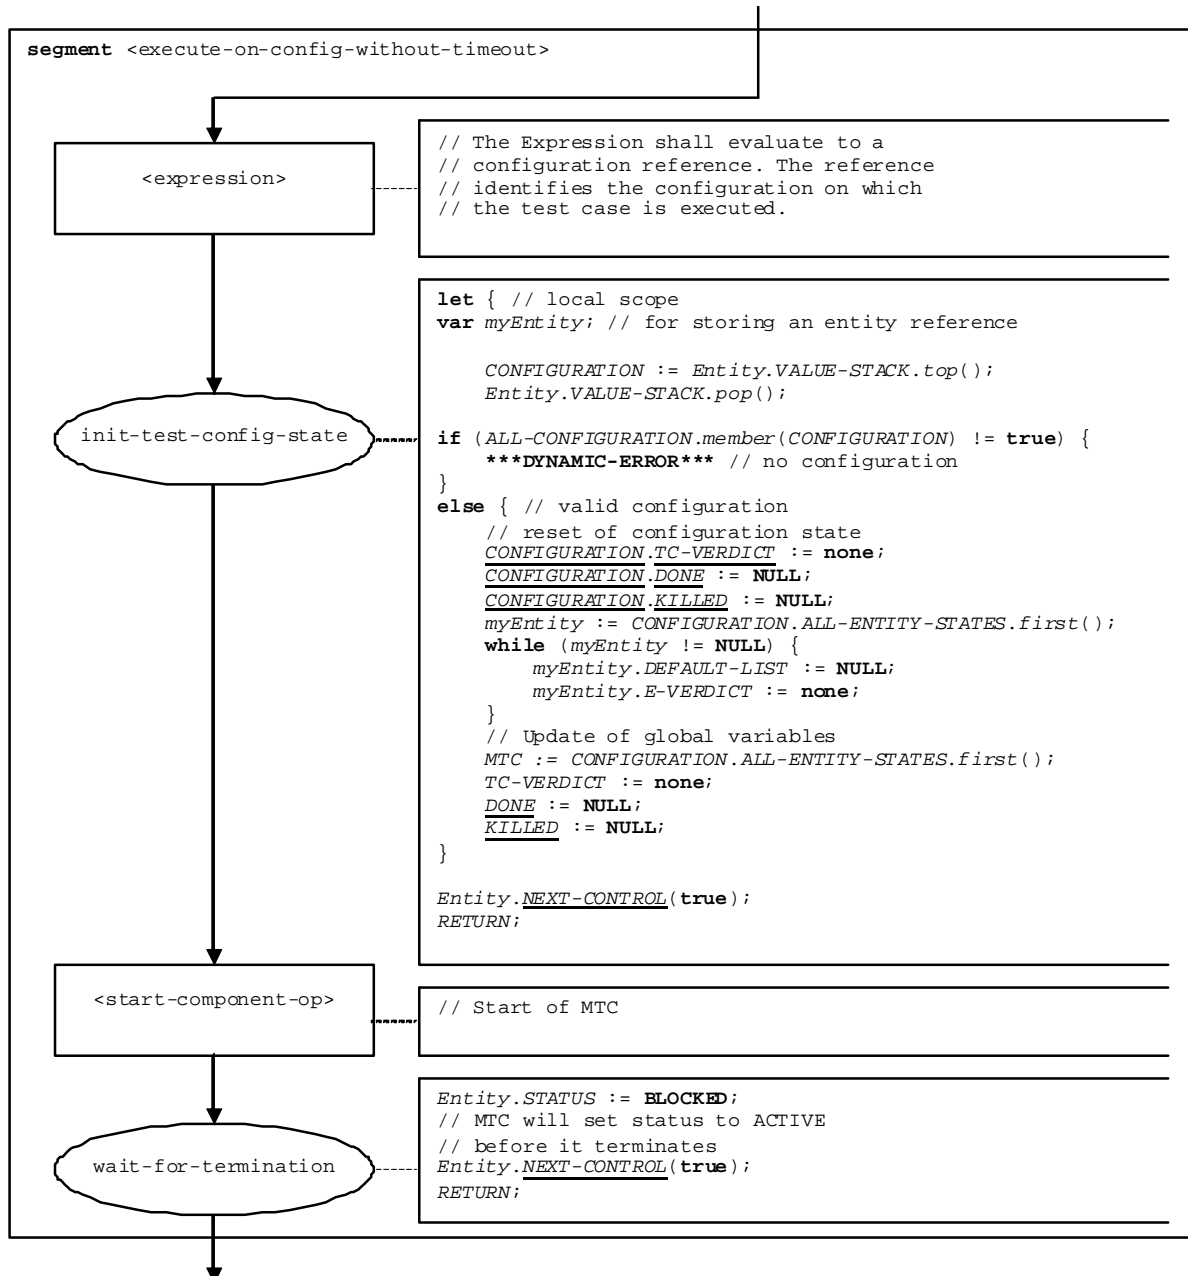 segment <execute-on-config-without-timeout>
<expression>
// The Expression shall evaluate to a
// configuration reference. The reference
// identifies the configuration on which
// the test case is executed.
init-test-config-state
let { // local scope
var myEntity; // for storing an entity reference
CONFIGURATION := Entity.VALUE-STACK.top();
Entity.VALUE-STACK.pop();
if (ALL-CONFIGURATION.member(CONFIGURATION) != true) {
***DYNAMIC-ERROR*** // no configuration
}
else { // valid configuration
// reset of configuration state
CONFIGURATION.TC-VERDICT := none;
CONFIGURATION.DONE := NULL;
CONFIGURATION.KILLED := NULL;
myEntity := CONFIGURATION.ALL-ENTITY-STATES.first();
while (myEntity != NULL) {
myEntity.DEFAULT-LIST := NULL;
myEntity.E-VERDICT := none;
}
// Update of global variables
MTC := CONFIGURATION.ALL-ENTITY-STATES.first();
TC-VERDICT := none;
DONE := NULL;
KILLED := NULL;
}
Entity.NEXT-CONTROL(true);
RETURN;
<start-component-op>
// Start of MTC
wait-for-termination
Entity.STATUS := BLOCKED;
// MTC will set status to ACTIVE
// before it terminates
Entity.NEXT-CONTROL(true);
RETURN;